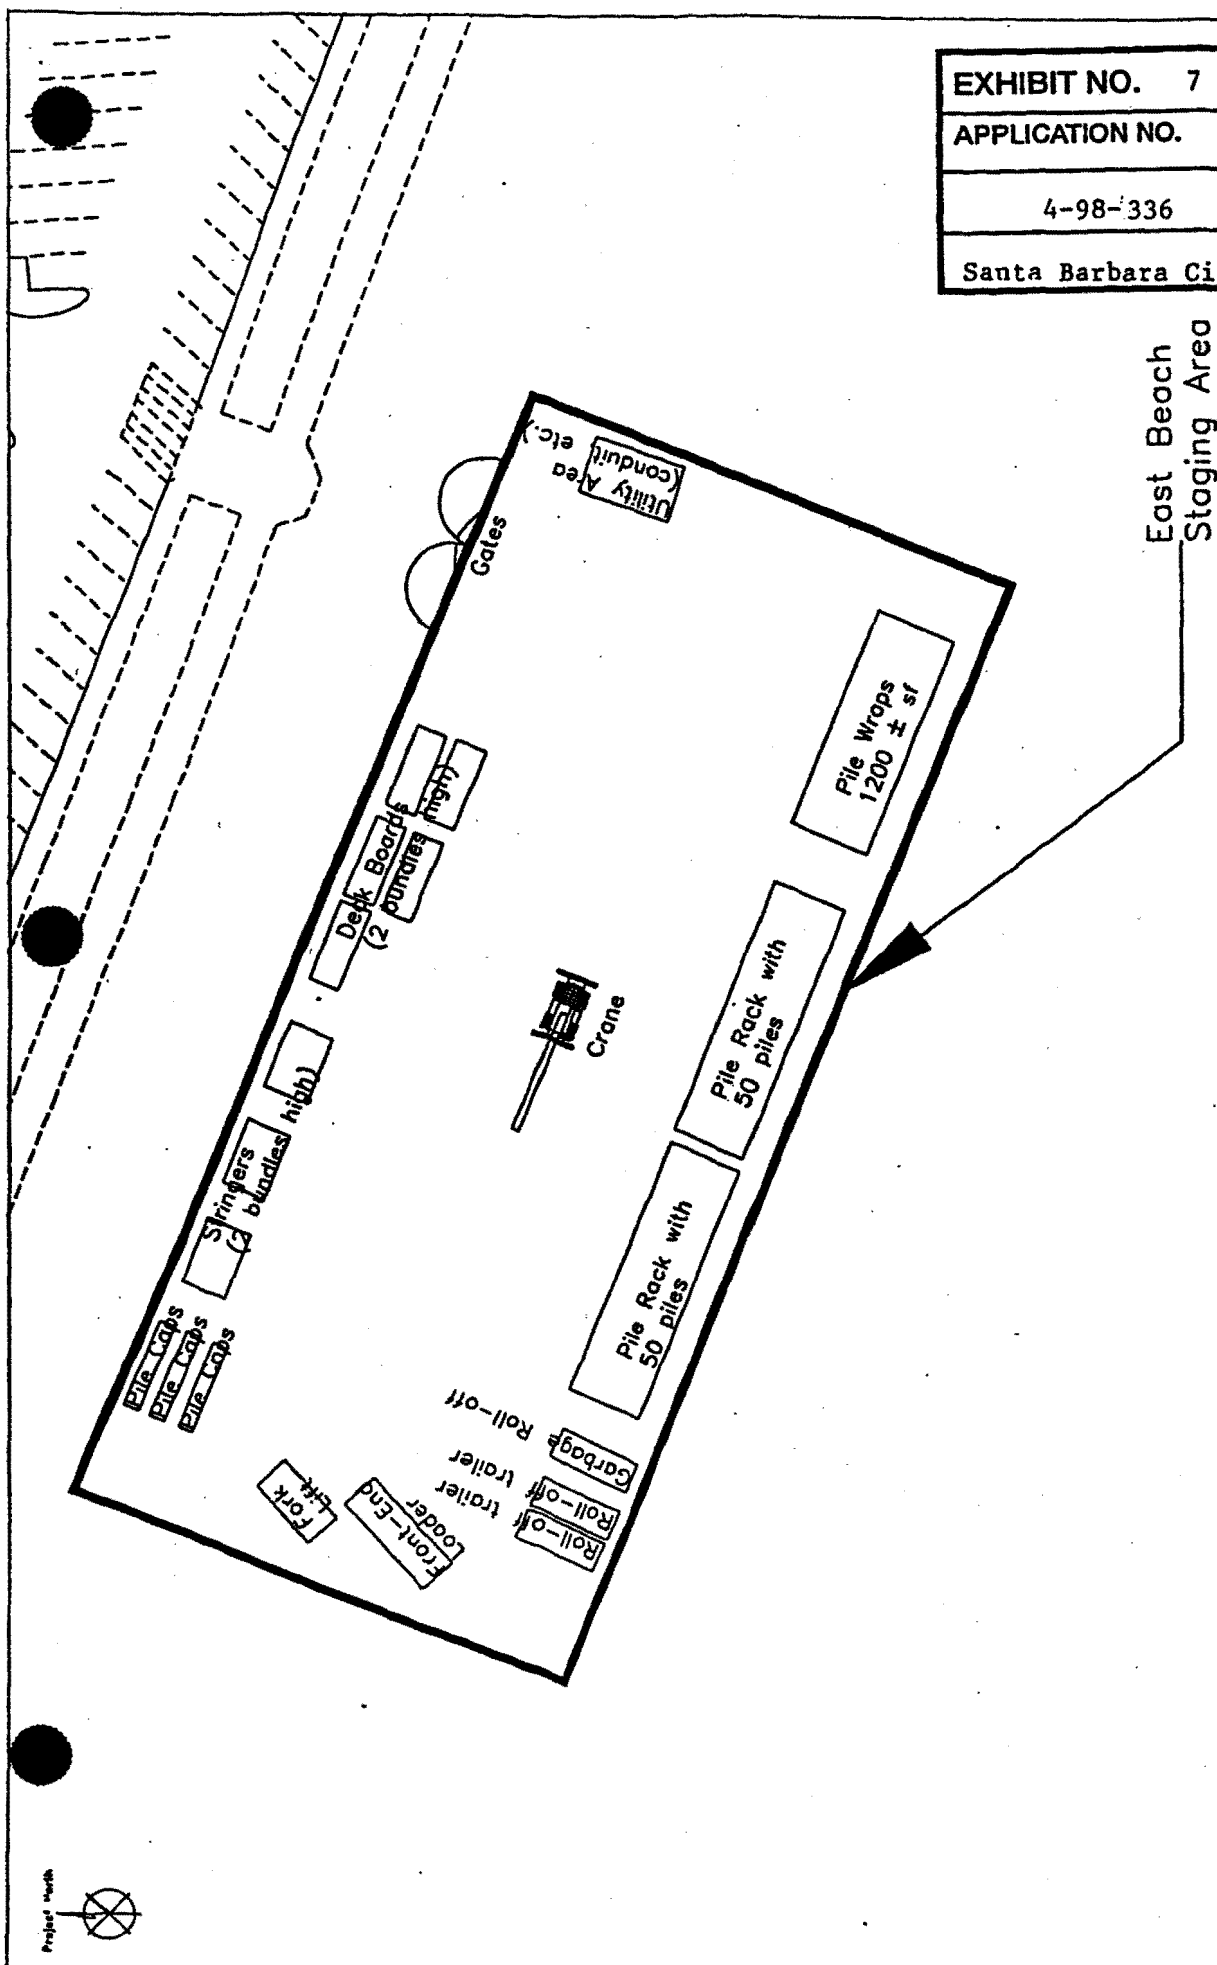 EXHIBIT NO. 7
APPLICATION NO.
4-98-336
Santa Barbara Ci
East Beach
Staging Area
Utility Area
(conduit etc.)
Gates
Pile Wraps
1200 ± sf
Deck Boards
(2 bundles high)
Crane
Pile Rack with
50 piles
Stringers
(2 bundles high)
Pile Rack with
50 piles
Pile Caps
Pile Caps
Pile Caps
Garbage Roll-off
Roll-off trailer
Roll-off trailer
Fork
Lift
Front-End
Loader
Project North